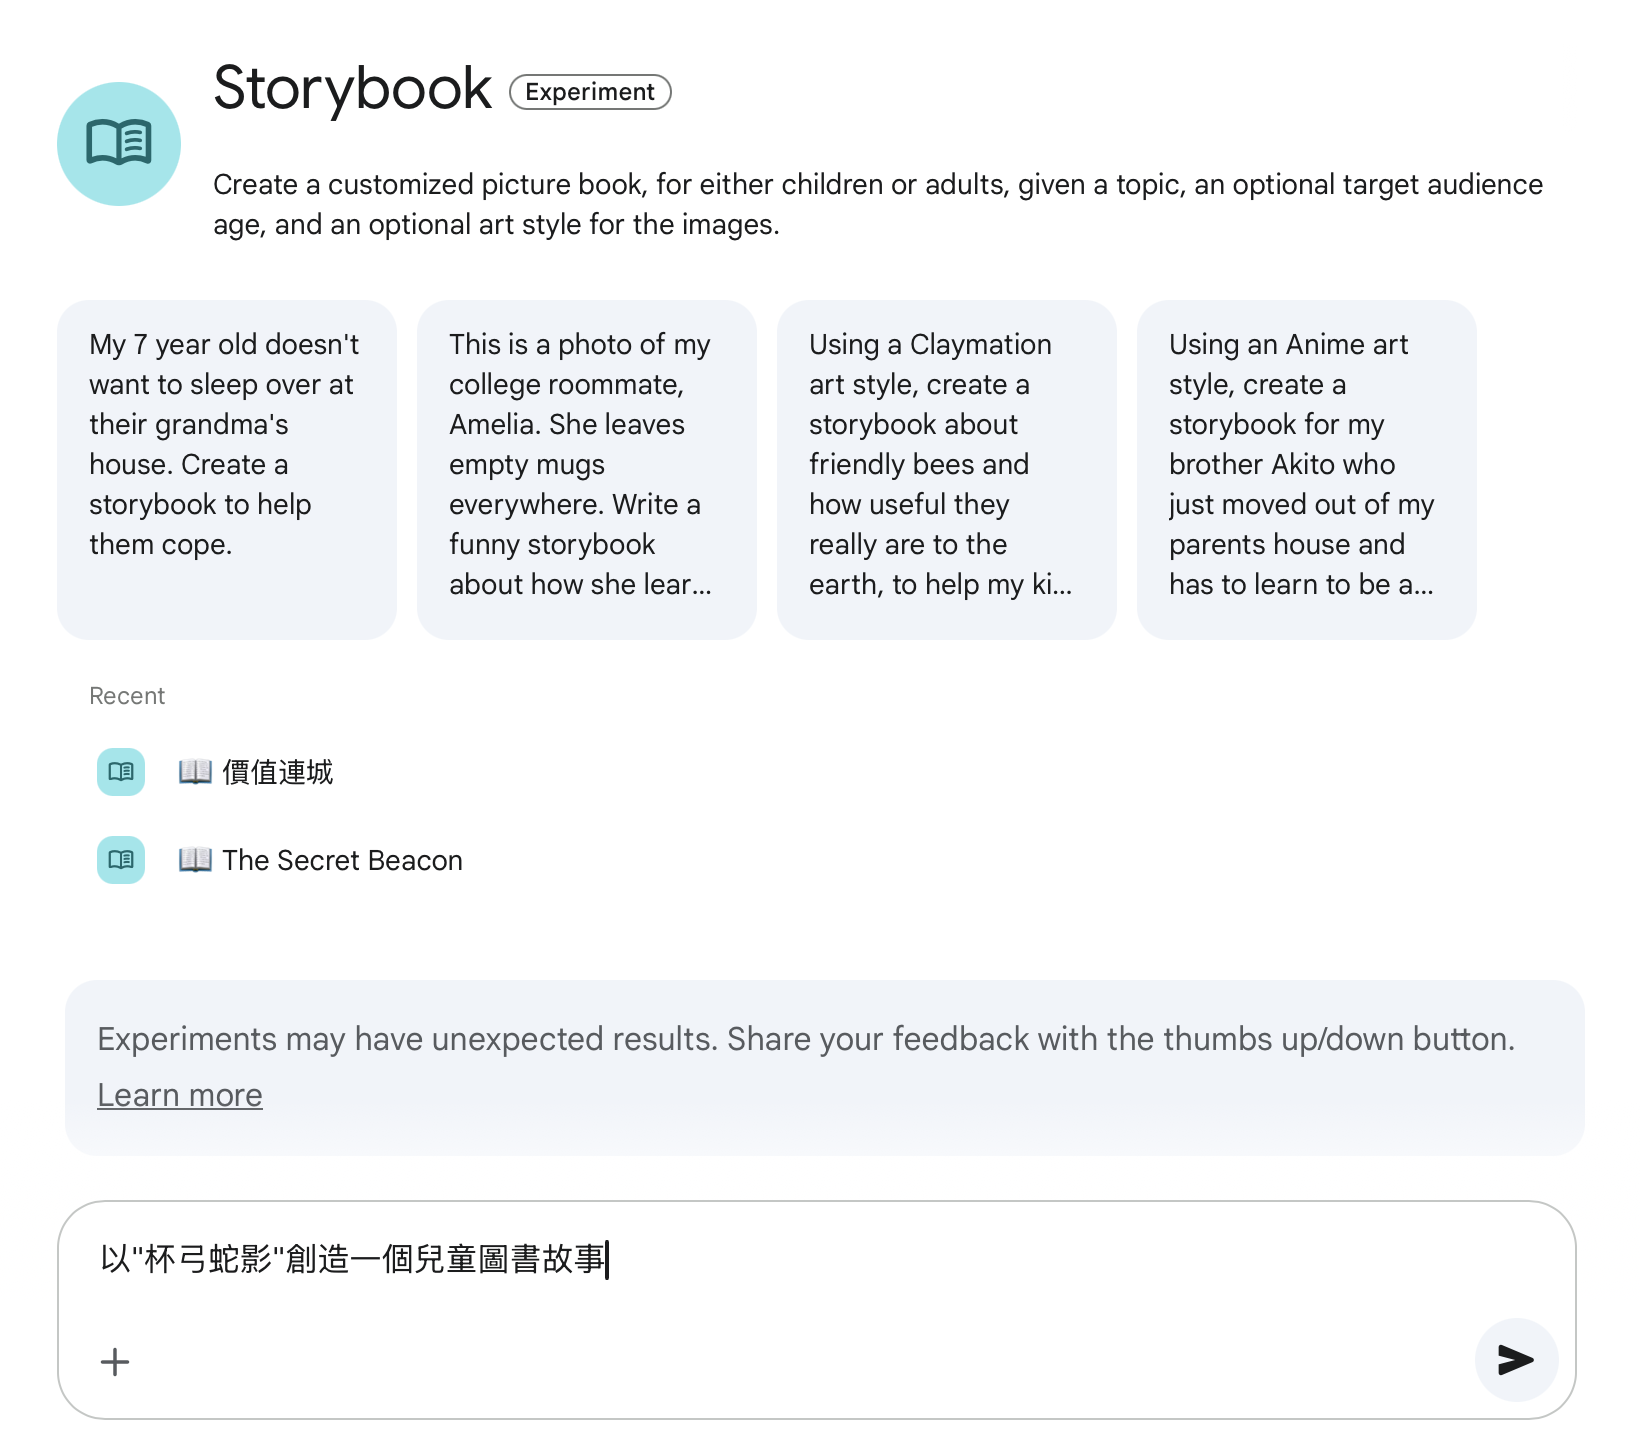 Storybook Experiment
Create a customized picture book, for either children or adults, given a topic, an optional target audience
age, and an optional art style for the images.
My 7 year old doesn't
want to sleep over at
their grandma's
house. Create a
storybook to help
them cope.
This is a photo of my
college roommate,
Amelia. She leaves
empty mugs
everywhere. Write a
funny storybook
about how she lear...
Using a Claymation
art style, create a
storybook about
friendly bees and
how useful they
really are to the
earth, to help my ki...
Using an Anime art
style, create a
storybook for my
brother Akito who
just moved out of my
parents house and
has to learn to be a...
Recent
📖 價值連城
📖 The Secret Beacon
Experiments may have unexpected results. Share your feedback with the thumbs up/down button.
Learn more
以"杯弓蛇影"創造一個兒童圖書故事